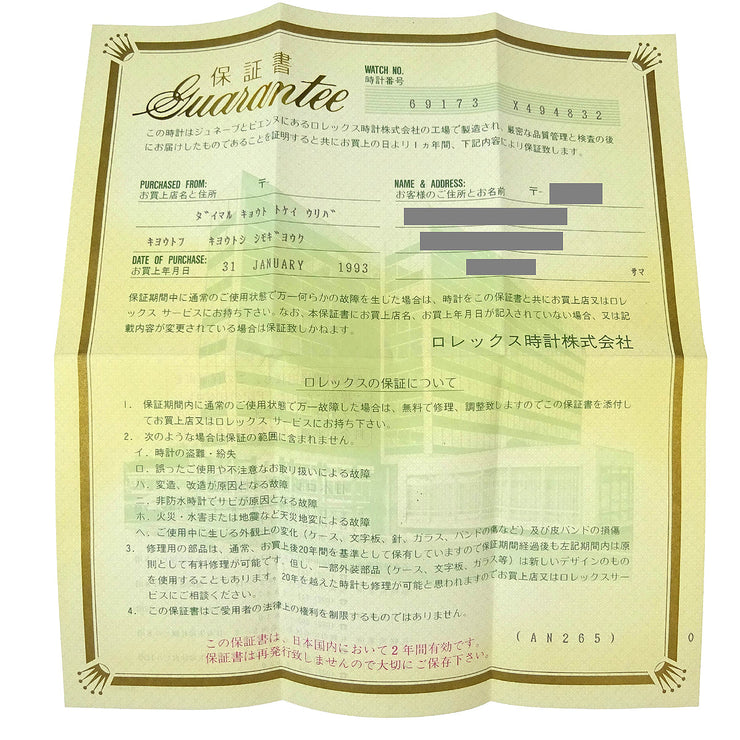 保証書
Guarantee
WATCH NO.
時計番号
69173 X494832
この時計はジュネーブとビエンヌにあるロレックス時計株式会社の工場で製造され、厳密な品質管理と検査の後
にお届けしたものであることを証明すると共にお買上の日より1ヵ年間、下記内容により保証致します。
PURCHASED FROM: 〒
お買上店名と住所
ダイマル キョウト トケイ ウリバ
キヨウトフ キヨウトシ シモギヨウク
DATE OF PURCHASE:
お買上年月日 31 JANUARY 1993
NAME & ADDRESS:
お客様のご住所とお名前 〒-
サマ
保証期間中に通常のご使用状態で万一何らかの故障を生した場合は、時計をこの保証書と共にお買上店又はロレ
ックス サービスにお持ち下さい。なお、本保証書にお買上店名、お買上年月日が記入されていない場合、又は記
載内容が変更されている場合は保証致しかねます。
ロレックス時計株式会社
ロレックスの保証について
1. 保証期間内に通常のご使用状態で万一故障した場合は、無料で修理、調整致しますのでこの保証書を添付し
てお買上店又はロレックス サービスにお持ち下さい。
2. 次のような場合は保証の範囲に含まれません。
イ. 時計の盗難・紛失
ロ. 誤ったご使用や不注意なお取り扱いによる故障
ハ. 変造、改造が原因となる故障
ニ. 非防水時計でサビが原因となる故障
ホ. 火災・水害または地震など天災地変による故障
ヘ. ご使用中に生じる外観上の変化（ケース、文字板、針、ガラス、バンドの傷など）及び皮バンドの損傷
3. 修理用の部品は、通常、お買上後20年間を基準として保有していますので保証期間経過後も左記期間内は原
則として有料修理が可能です。但し、一部外装部品（ケース、文字板、ガラス等）は新しいデザインのもの
を使用することもあります。20年を越えた時計も修理が可能と思われますのでお買上店又はロレックスサー
ビスにご相談ください。
4. この保証書はご愛用者の法律上の権利を制限するものではありません。
この保証書は、日本国内において2年間有効です。
保証書は再発行致しませんので大切にご保存下さい。
(AN265)
0